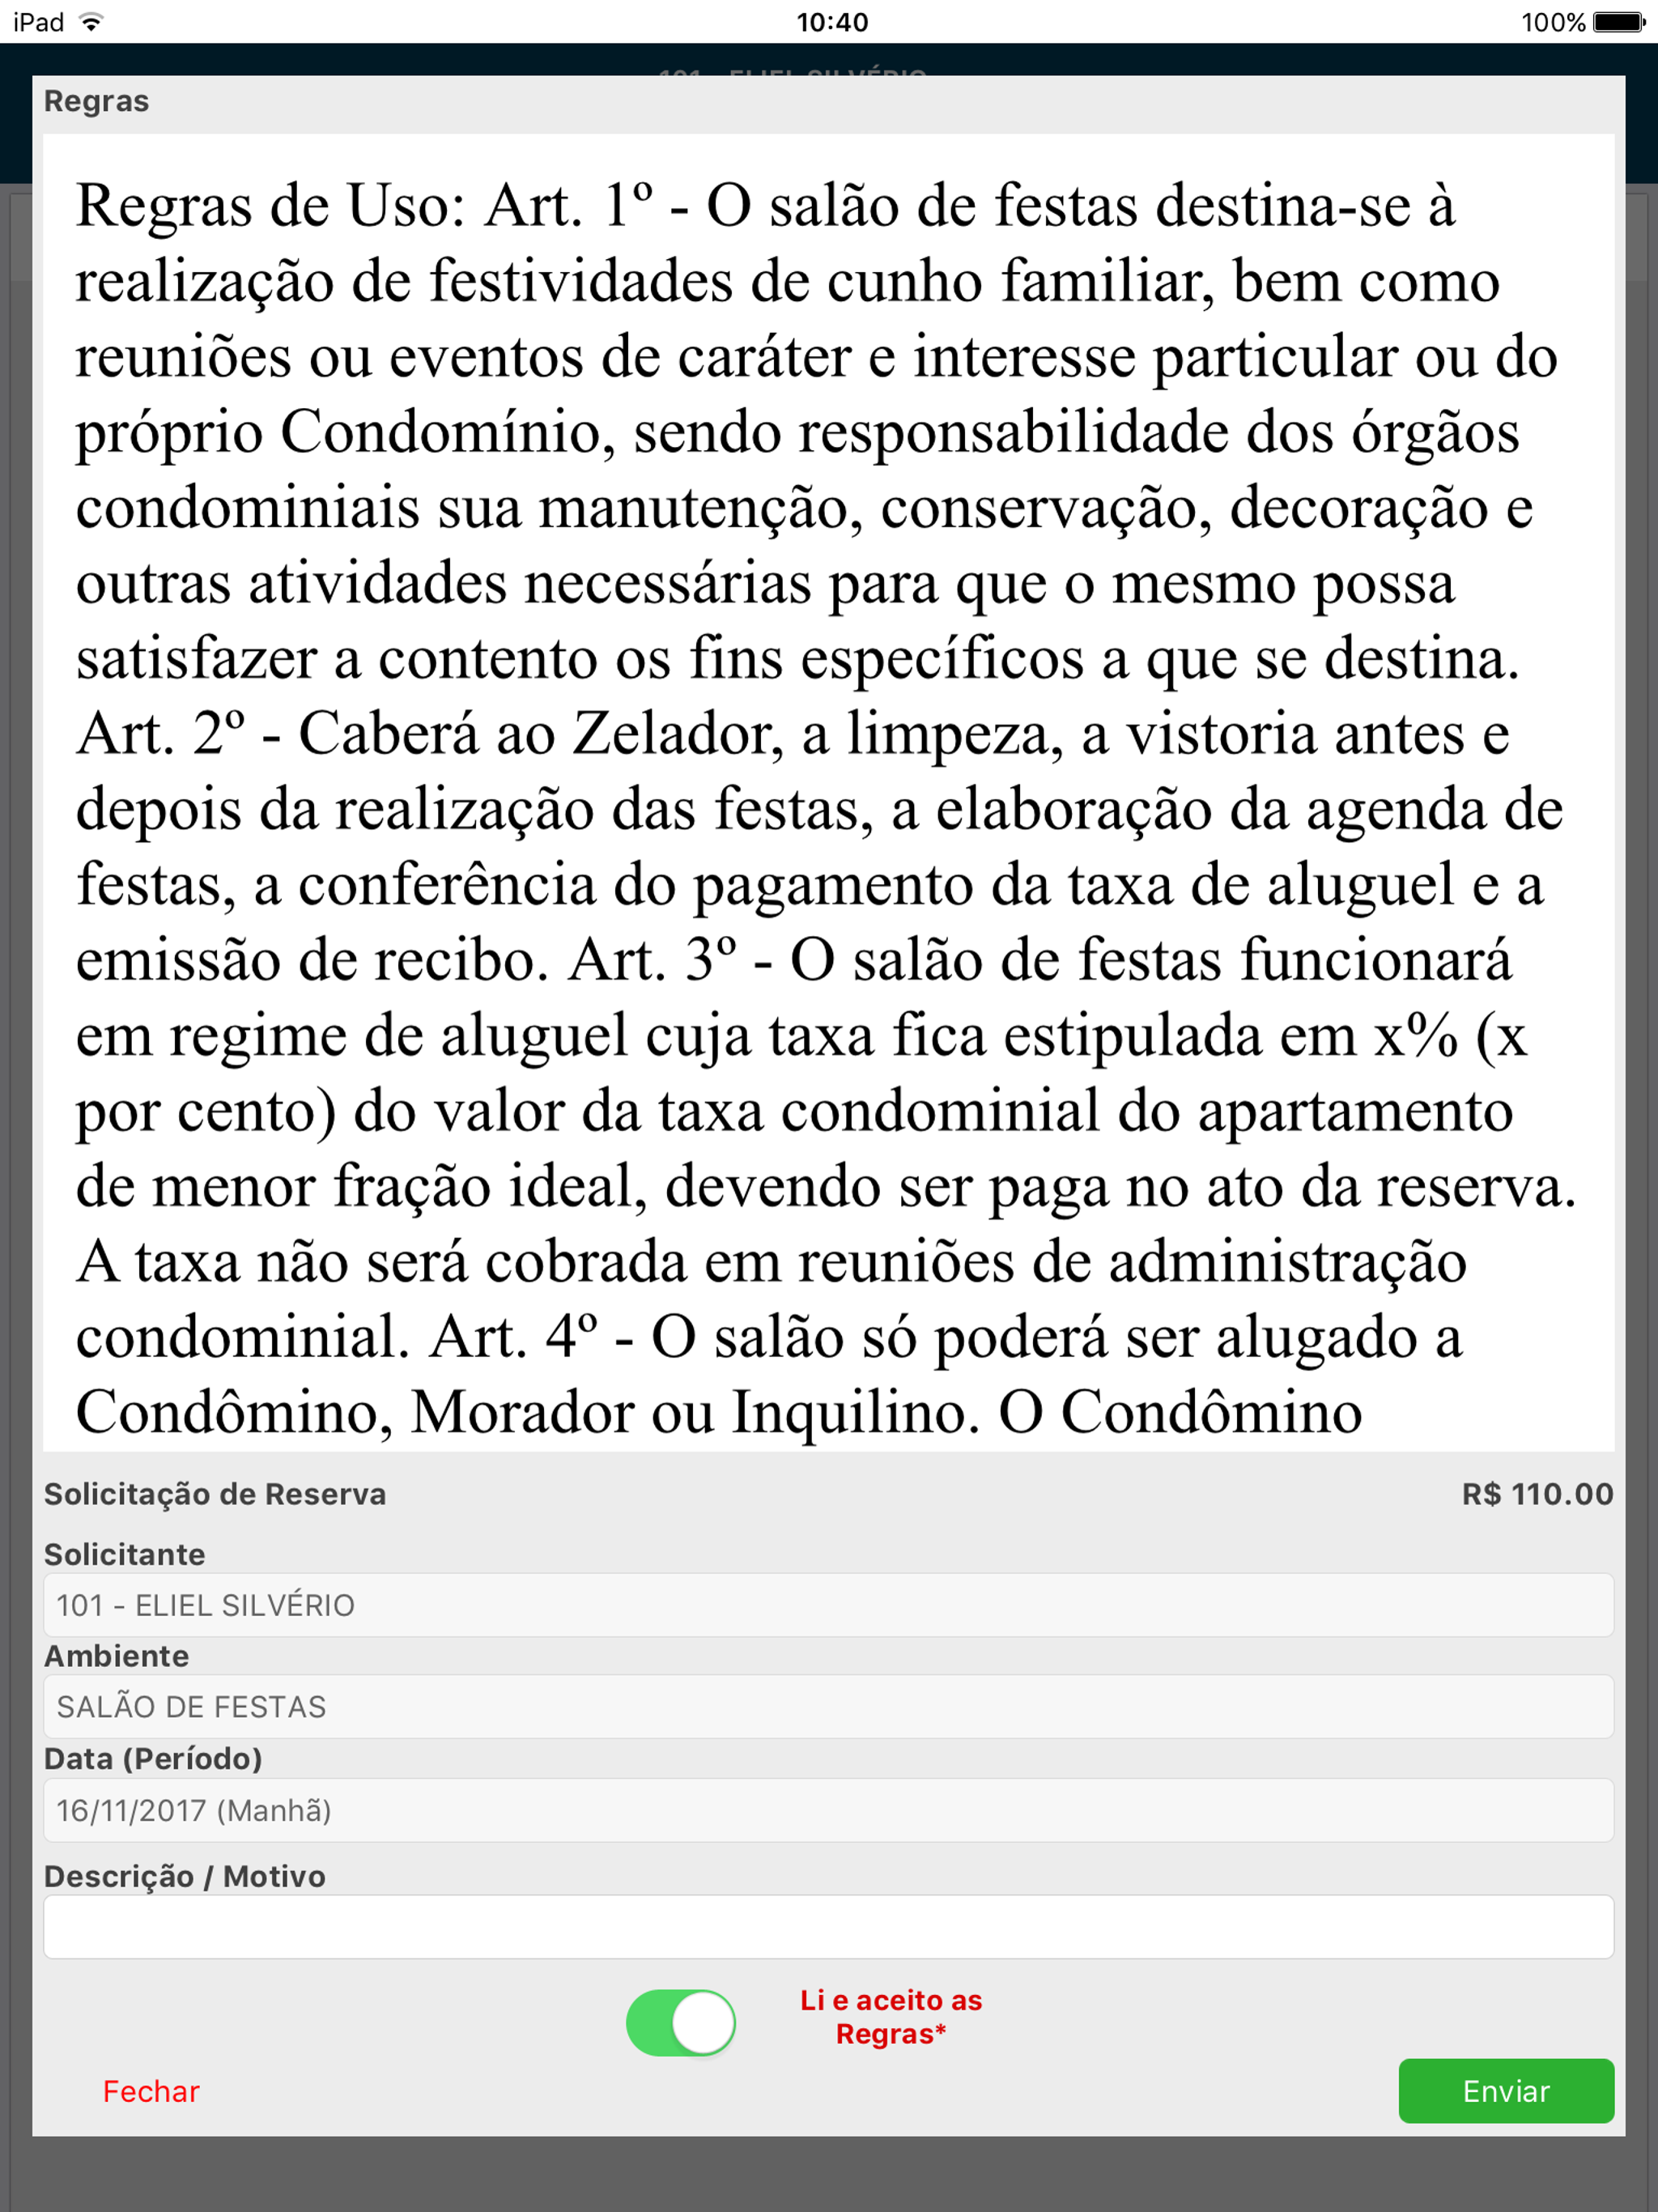 iPad
10:40
100%
101 - ELIEL SILVÉRIO
Regras
Regras de Uso: Art. 1º - O salão de festas destina-se à
realização de festividades de cunho familiar, bem como
reuniões ou eventos de caráter e interesse particular ou do
próprio Condomínio, sendo responsabilidade dos órgãos
condominiais sua manutenção, conservação, decoração e
outras atividades necessárias para que o mesmo possa
satisfazer a contento os fins específicos a que se destina.
Art. 2º - Caberá ao Zelador, a limpeza, a vistoria antes e
depois da realização das festas, a elaboração da agenda de
festas, a conferência do pagamento da taxa de aluguel e a
emissão de recibo. Art. 3º - O salão de festas funcionará
em regime de aluguel cuja taxa fica estipulada em x% (x
por cento) do valor da taxa condominial do apartamento
de menor fração ideal, devendo ser paga no ato da reserva.
A taxa não será cobrada em reuniões de administração
condominial. Art. 4º - O salão só poderá ser alugado a
Condômino, Morador ou Inquilino. O Condômino
Solicitação de Reserva
R$ 110.00
Solicitante
101 - ELIEL SILVÉRIO
Ambiente
SALÃO DE FESTAS
Data (Período)
16/11/2017 (Manhã)
Descrição / Motivo
Li e aceito as
Regras*
Fechar
Enviar